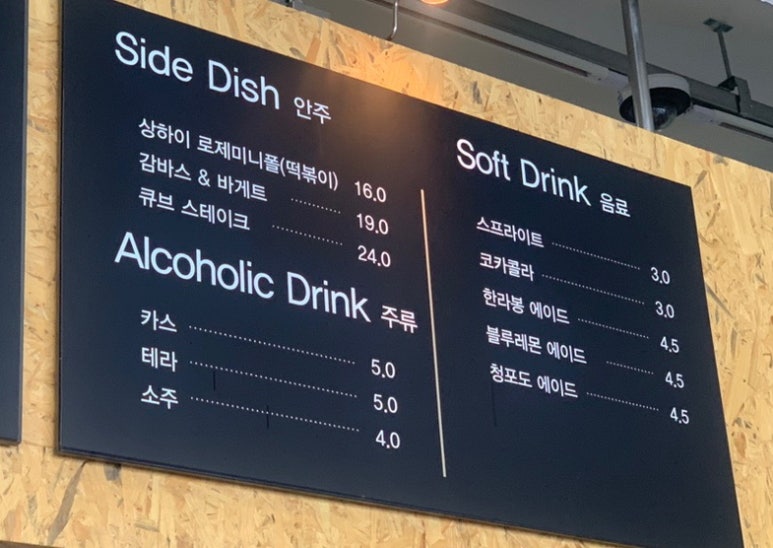 Side Dish 안주
상하이 로제미니폴(떡볶이) 16.0
감바스 & 바게트 ............ 19.0
큐브 스테이크 ............ 24.0
Alcoholic Drink 주류
카스 ............ 5.0
테라 ............ 5.0
소주 ............ 4.0
Soft Drink 음료
스프라이트 ............ 3.0
코카콜라 ............ 3.0
한라봉 에이드 ............ 4.5
블루레몬 에이드 ............ 4.5
청포도 에이드 ............ 4.5